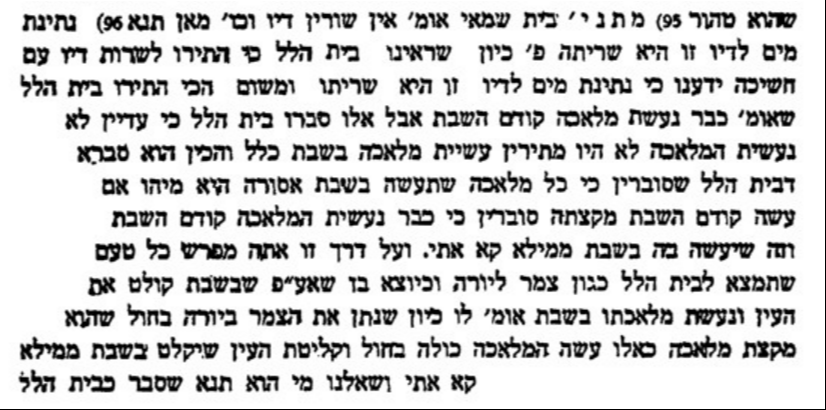 שהוא טהור 95) מתני׳ בית שמאי אומ׳ אין שורין דיו וכו׳ מאן תנא 96) נתינת
מים לדיו זו היא שריתה פ׳ כיון שראינו בית הלל כי התירו לשרות דיו עם
חשיכה ידענו כי נתינת מים לדיו זו היא שריתו ומשום הכי התירו בית הלל
שאומ׳ כבר נעשת מלאכה קודם השבת אבל אלו סברו בית הלל כי עדיין לא
נעשית המלאכה לא היו מתירין עשיית מלאכה בשבת כלל והכין הוא סברא
דבית הלל שסוברין כי כל מלאכה שתעשה בשבת אסורה היא מיהו אם
עשה קודם השבת מקצתה סוברין כי כבר נעשית המלאכה קודם השבת
וזה שיעשה בה בשבת ממילא קא אתי. ועל דרך זו אתה מפרש כל טעם
שתמצא לבית הלל כגון צמר ליורה וכיוצא בן שאע״פ שבשבת קולט את
העין ונעשת מלאכתו בשבת אומ׳ לו כיון שנתן את הצמר ביורה בחול שהוא
מקצת מלאכה כאלו עשה המלאכה כולה בחול וקליטת העין שיקלט בשבת ממילא
קא אתי ושאלנו מי הוא תנא שסבר כבית הלל